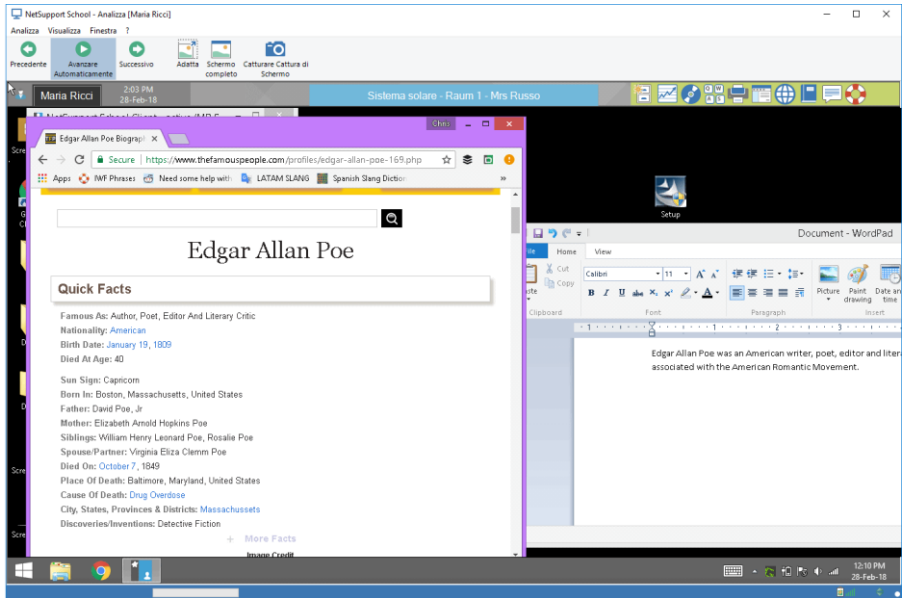 NetSupport School - Analizza [Maria Ricci]
Analizza Visualizza Finestra ?
Precedente Avanzare Automaticamente Successivo Adatta Schermo completo Catturare Cattura di Schermo
Maria Ricci 2:03 PM 28-Feb-18 Sistema solare - Raum 1 - Mrs Russo
Chris
Edgar Allan Poe Biograph
Secure https://www.thefamouspeople.com/profiles/edgar-allan-poe-169.php
Apps IWF Phrases Need some help with LATAM SLANG Spanish Slang Diction
Edgar Allan Poe
Quick Facts
Famous As: Author, Poet, Editor And Literary Critic
Nationality: American
Birth Date: January 19, 1809
Died At Age: 40
Sun Sign: Capricorn
Born In: Boston, Massachusetts, United States
Father: David Poe, Jr
Mother: Elizabeth Arnold Hopkins Poe
Siblings: William Henry Leonard Poe, Rosalie Poe
Spouse/Partner: Virginia Eliza Clemm Poe
Died On: October 7, 1849
Place Of Death: Baltimore, Maryland, United States
Cause Of Death: Drug Overdose
City, States, Provinces & Districts: Massachussets
Discoveries/Inventions: Detective Fiction
+ More Facts
Image Credit
Setup
Document - WordPad
Home View
Cut
Copy
Calibri 11
B I U abc
Picture Paint drawing Date an time
Clipboard Font Paragraph Insert
1 1 2 3
Edgar Allan Poe was an American writer, poet, editor and liter
associated with the American Romantic Movement.
12:10 PM
28-Feb-18